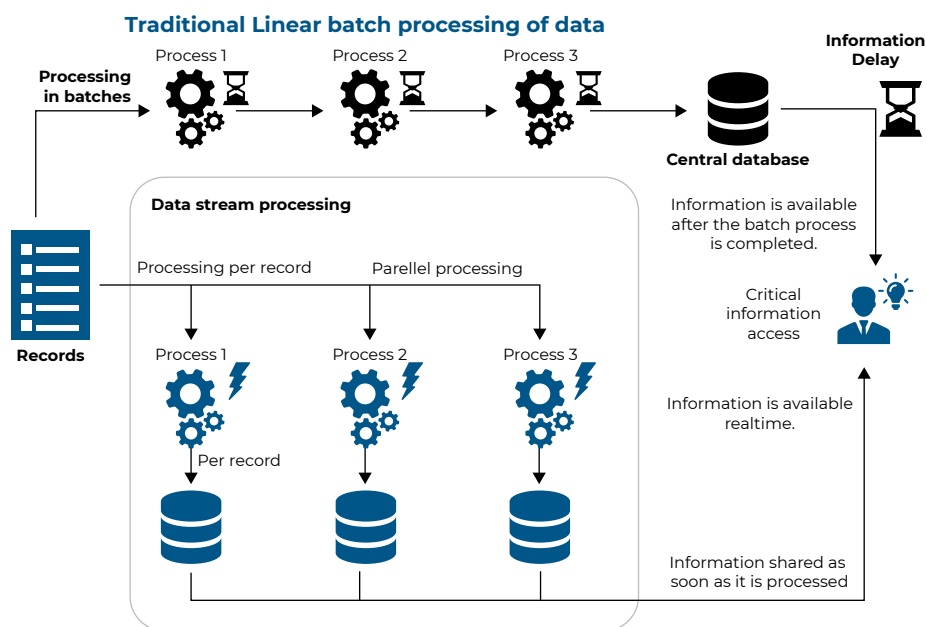 Traditional Linear batch processing of data
Process 1
Process 2
Process 3
Information
Delay
Processing
in batches
Central database
Information is available
after the batch process
is completed.
Data stream processing
Processing per record
Parellel processing
Critical
information
access
Records
Process 1
Process 2
Process 3
Information is available
realtime.
Per record
Information shared as
soon as it is processed